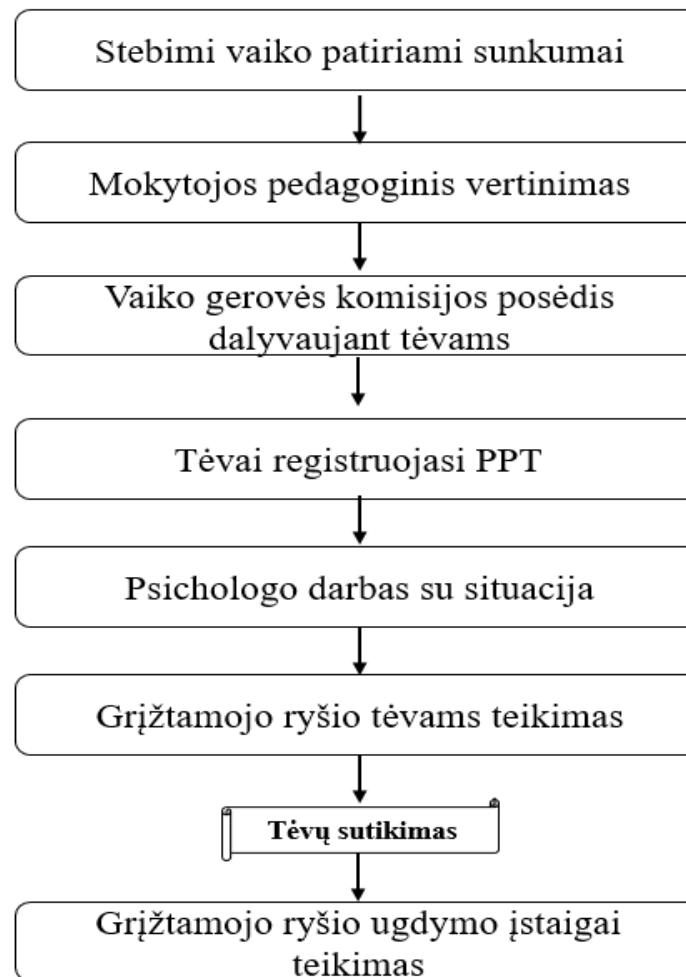 Stebimi vaiko patiriami sunkumai
Mokytojos pedagoginis vertinimas
Vaiko gerovės komisijos posėdis
dalyvaujant tėvams
Tėvai registruojasi PPT
Psichologo darbas su situacija
Grįžtamojo ryšio tėvams teikimas
Tėvų sutikimas
Grįžtamojo ryšio ugdymo įstaigai
teikimas